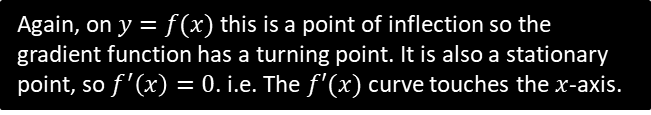 Again, on y = f(x) this is a point of inflection so the
gradient function has a turning point. It is also a stationary
point, so f′(x) = 0. i.e. The f′(x) curve touches the x-axis.